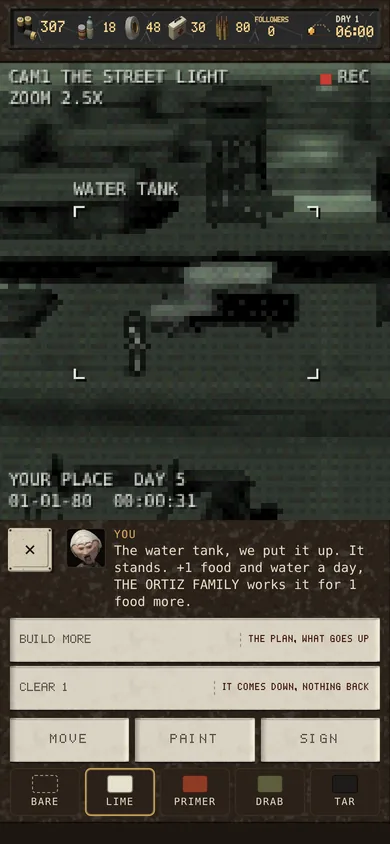 307 18 48 30 80 FOLLOWERS 0 DAY 1 06:00
CAM1 THE STREET LIGHT REC
ZOOM 2.5X
WATER TANK
YOUR PLACE DAY 5
01-01-80 00:00:31
×
YOU
The water tank, we put it up. It
stands. +1 food and water a day,
THE ORTIZ FAMILY works it for 1
food more.
BUILD MORE THE PLAN, WHAT GOES UP
CLEAR 1 IT COMES DOWN, NOTHING BACK
MOVE PAINT SIGN
BARE LIME PRIMER DRAB TAR